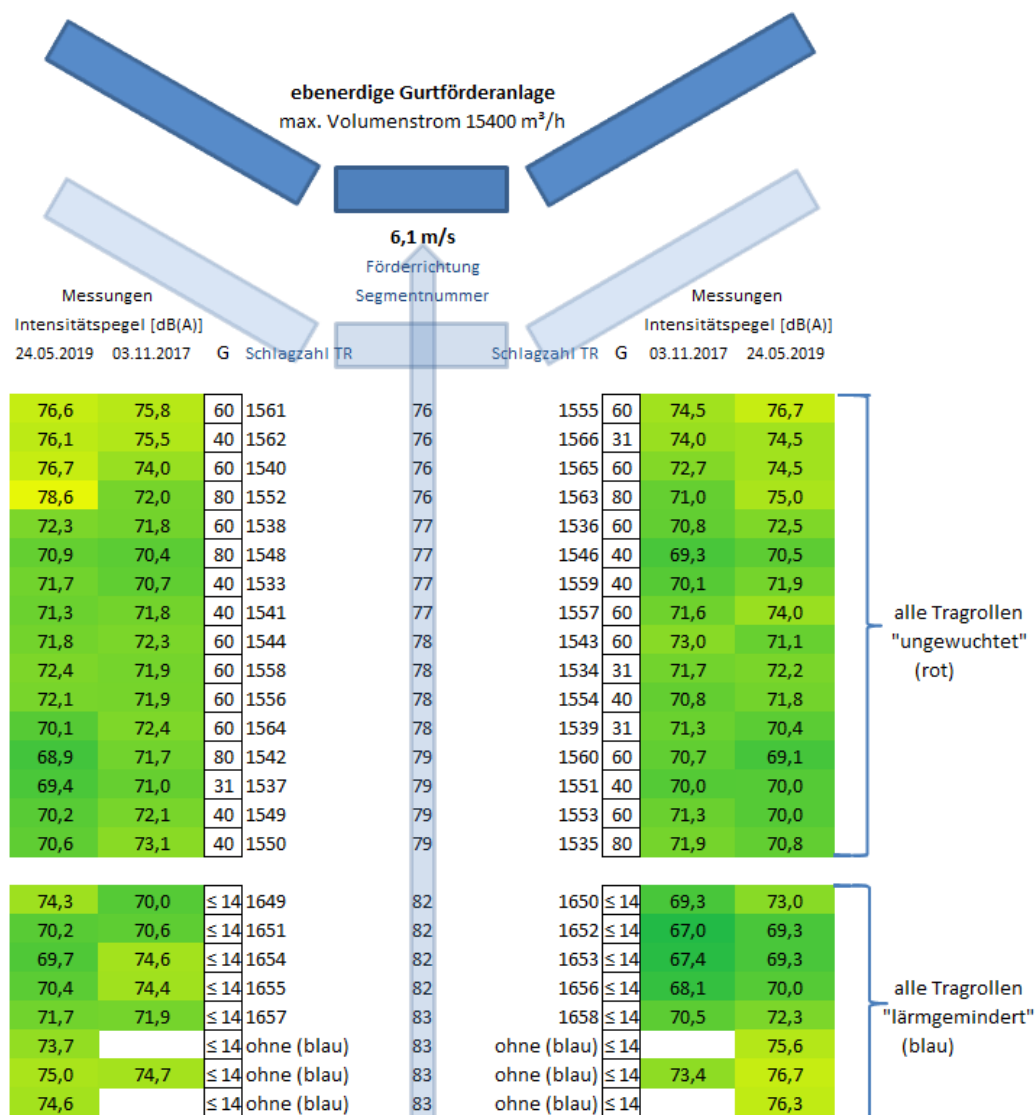 ebenerdige Gurtförderanlage
max. Volumenstrom 15400 m³/h
6,1 m/s
Förderrichtung
Messungen Segmentnummer Messungen
Intensitätspegel [dB(A)] Intensitätspegel [dB(A)]
24.05.2019 03.11.2017 G Schlagzahl TR Schlagzahl TR G 03.11.2017 24.05.2019
76,6 75,8 60 1561 76 1555 60 74,5 76,7
76,1 75,5 40 1562 76 1566 31 74,0 74,5
76,7 74,0 60 1540 76 1565 60 72,7 74,5
78,6 72,0 80 1552 76 1563 80 71,0 75,0
72,3 71,8 60 1538 77 1536 60 70,8 72,5
70,9 70,4 80 1548 77 1546 40 69,3 70,5
71,7 70,7 40 1533 77 1559 40 70,1 71,9
71,3 71,8 40 1541 77 1557 60 71,6 74,0 alle Tragrollen
71,8 72,3 60 1544 78 1543 60 73,0 71,1 "ungewuchtet"
72,4 71,9 60 1558 78 1534 31 71,7 72,2 (rot)
72,1 71,9 60 1556 78 1554 40 70,8 71,8
70,1 72,4 60 1564 78 1539 31 71,3 70,4
68,9 71,7 80 1542 79 1560 60 70,7 69,1
69,4 71,0 31 1537 79 1551 40 70,0 70,0
70,2 72,1 40 1549 79 1553 60 71,3 70,0
70,6 73,1 40 1550 79 1535 80 71,9 70,8
74,3 70,0 ≤ 14 1649 82 1650 ≤ 14 69,3 73,0
70,2 70,6 ≤ 14 1651 82 1652 ≤ 14 67,0 69,3
69,7 74,6 ≤ 14 1654 82 1653 ≤ 14 67,4 69,3
70,4 74,4 ≤ 14 1655 82 1656 ≤ 14 68,1 70,0 alle Tragrollen
71,7 71,9 ≤ 14 1657 83 1658 ≤ 14 70,5 72,3 "lärmgemindert"
73,7 ≤ 14 ohne (blau) 83 ohne (blau) ≤ 14 75,6 (blau)
75,0 74,7 ≤ 14 ohne (blau) 83 ohne (blau) ≤ 14 73,4 76,7
74,6 ≤ 14 ohne (blau) 83 ohne (blau) ≤ 14 76,3